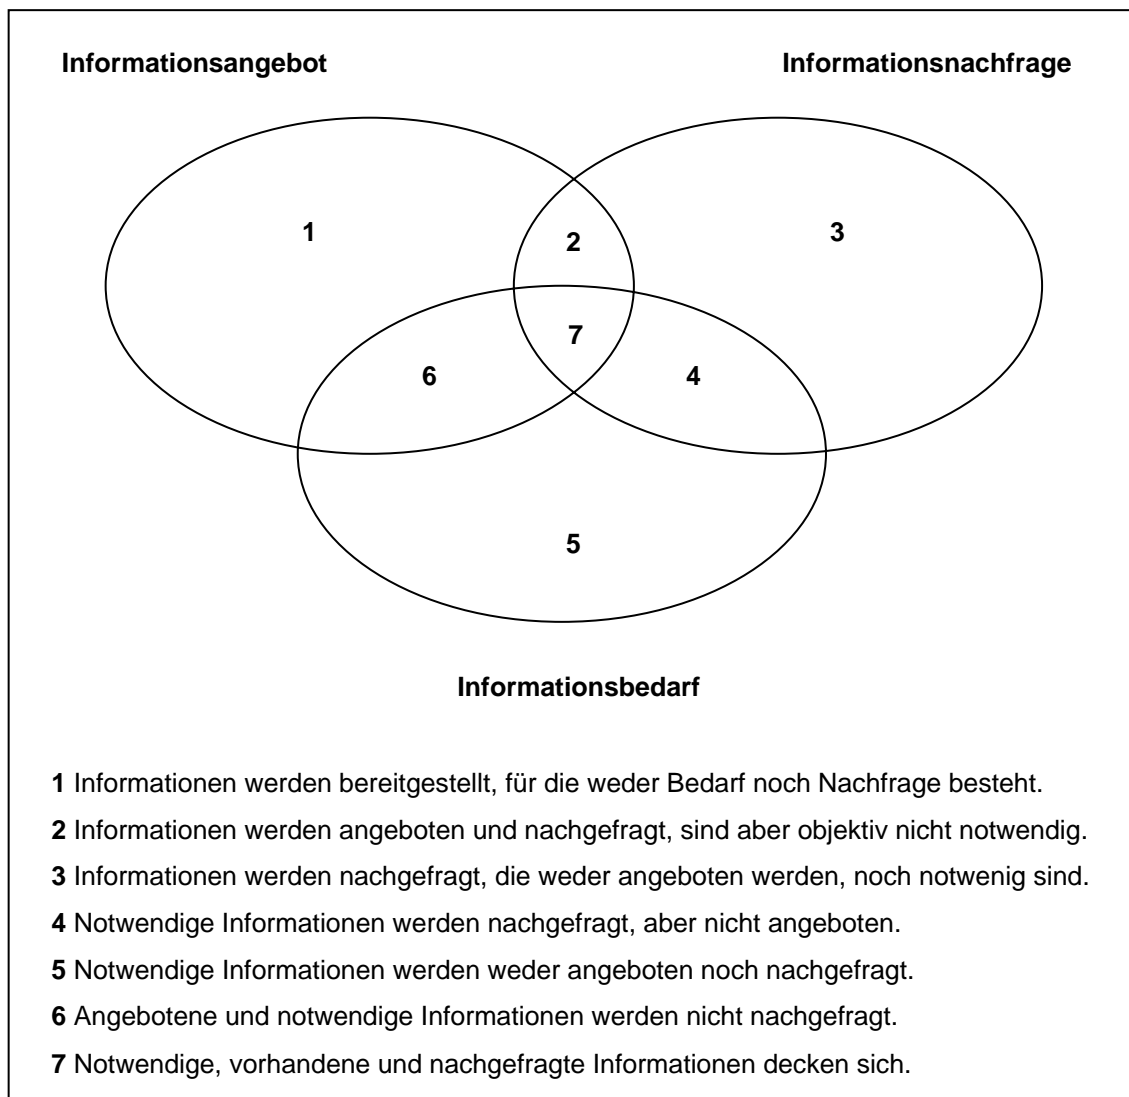 Informationsangebot
Informationsnachfrage
1
2
3
7
6
4
5
Informationsbedarf
1 Informationen werden bereitgestellt, für die weder Bedarf noch Nachfrage besteht.
2 Informationen werden angeboten und nachgefragt, sind aber objektiv nicht notwendig.
3 Informationen werden nachgefragt, die weder angeboten werden, noch notwenig sind.
4 Notwendige Informationen werden nachgefragt, aber nicht angeboten.
5 Notwendige Informationen werden weder angeboten noch nachgefragt.
6 Angebotene und notwendige Informationen werden nicht nachgefragt.
7 Notwendige, vorhandene und nachgefragte Informationen decken sich.